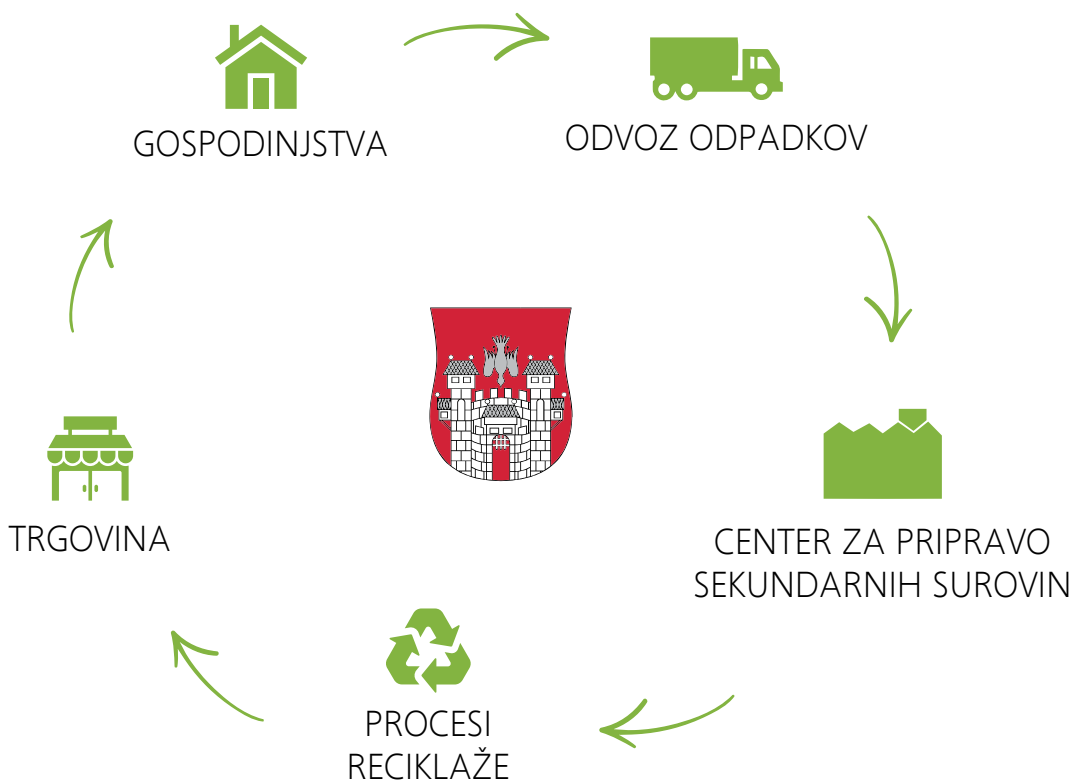 GOSPODINJSTVA
ODVOZ ODPADKOV
CENTER ZA PRIPRAVO
SEKUNDARNIH SUROVIN
PROCESI
RECIKLAŽE
TRGOVINA